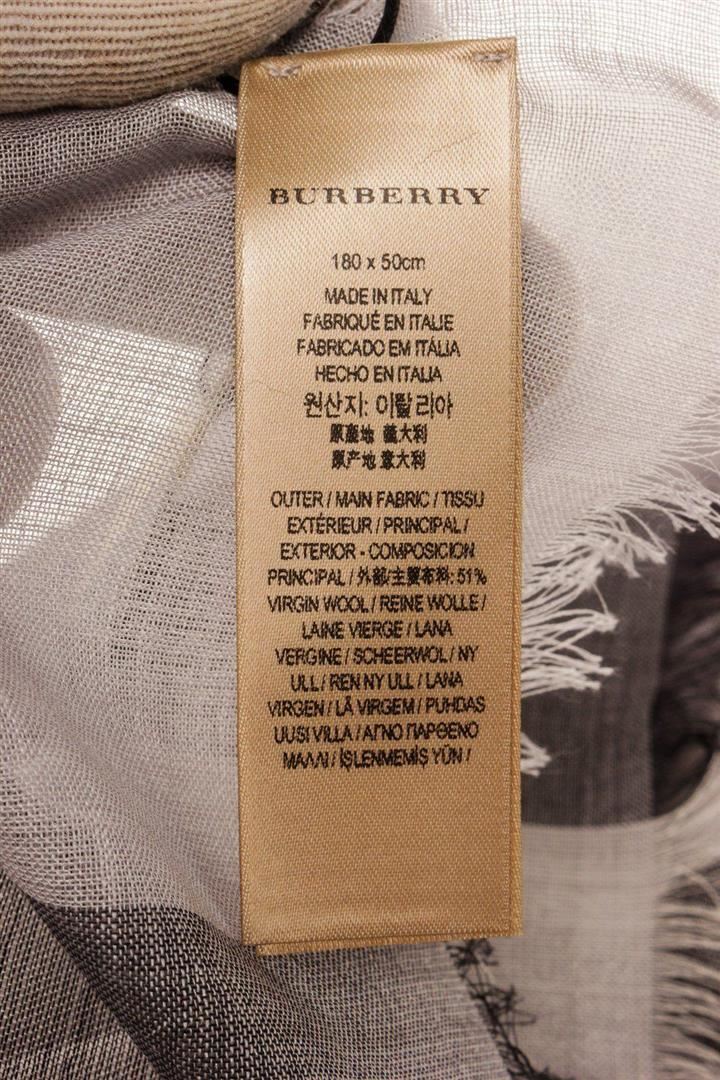 BURBERRY
180 x 50cm
MADE IN ITALY
FABRIQUÉ EN ITALIE
FABRICADO EM ITÁLIA
HECHO EN ITALIA
원산지: 이탈리아
原產地 義大利
原产地 意大利
OUTER / MAIN FABRIC / TISSU
EXTÉRIEUR / PRINCIPAL /
EXTERIOR - COMPOSICION
PRINCIPAL / 外部/主要布料: 51%
VIRGIN WOOL / REINE WOLLE /
LAINE VIERGE / LANA
VERGINE / SCHEERWOL / NY
ULL / REN NY ULL / LANA
VIRGEN / LÃ VIRGEM / PUHDAS
UUSI VILLA / ΑΓΝΟ ΠΑΡΘΕΝΟ
ΜΑΛΛΙ / İŞLENMEMİŞ YÜN /